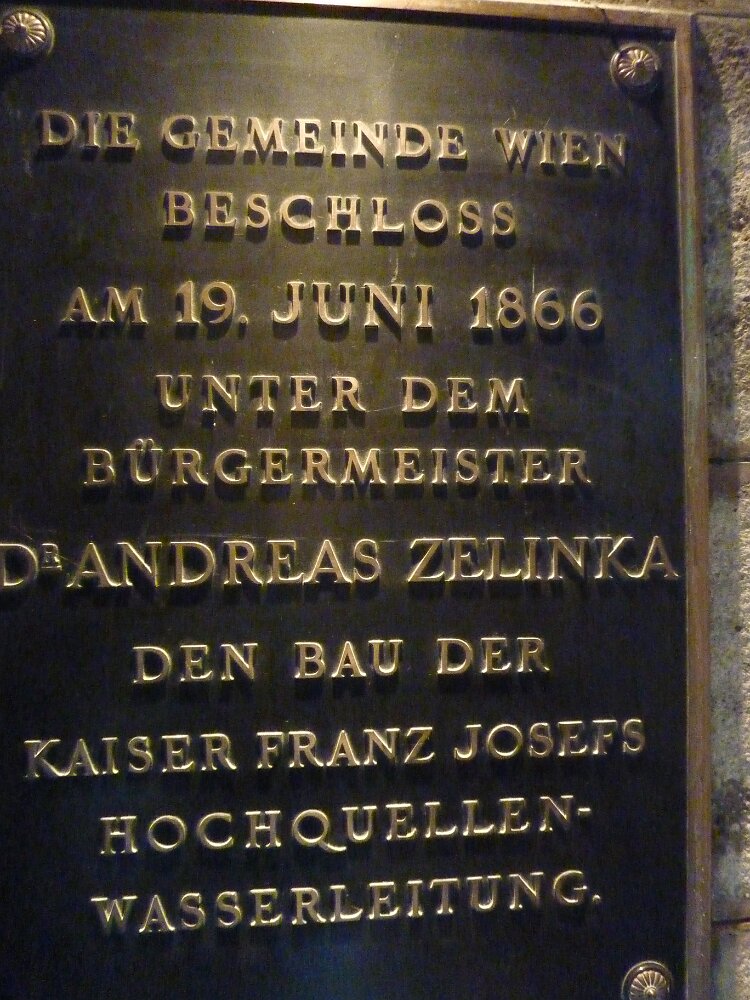 DIE GEMEINDE WIEN
BESCHLOSS
AM 19. JUNI 1866
UNTER DEM
BÜRGERMEISTER
DR ANDREAS ZELINKA
DEN BAU DER
KAISER FRANZ JOSEFS
HOCHQUELLEN-
WASSERLEITUNG.